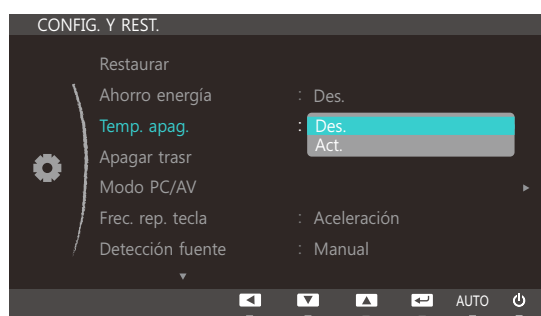 CONFIG. Y REST.
Restaurar
Ahorro energía : Des.
Temp. apag. : Des.
Act.
Apagar trasr
Modo PC/AV
Frec. rep. tecla : Aceleración
Detección fuente : Manual
AUTO